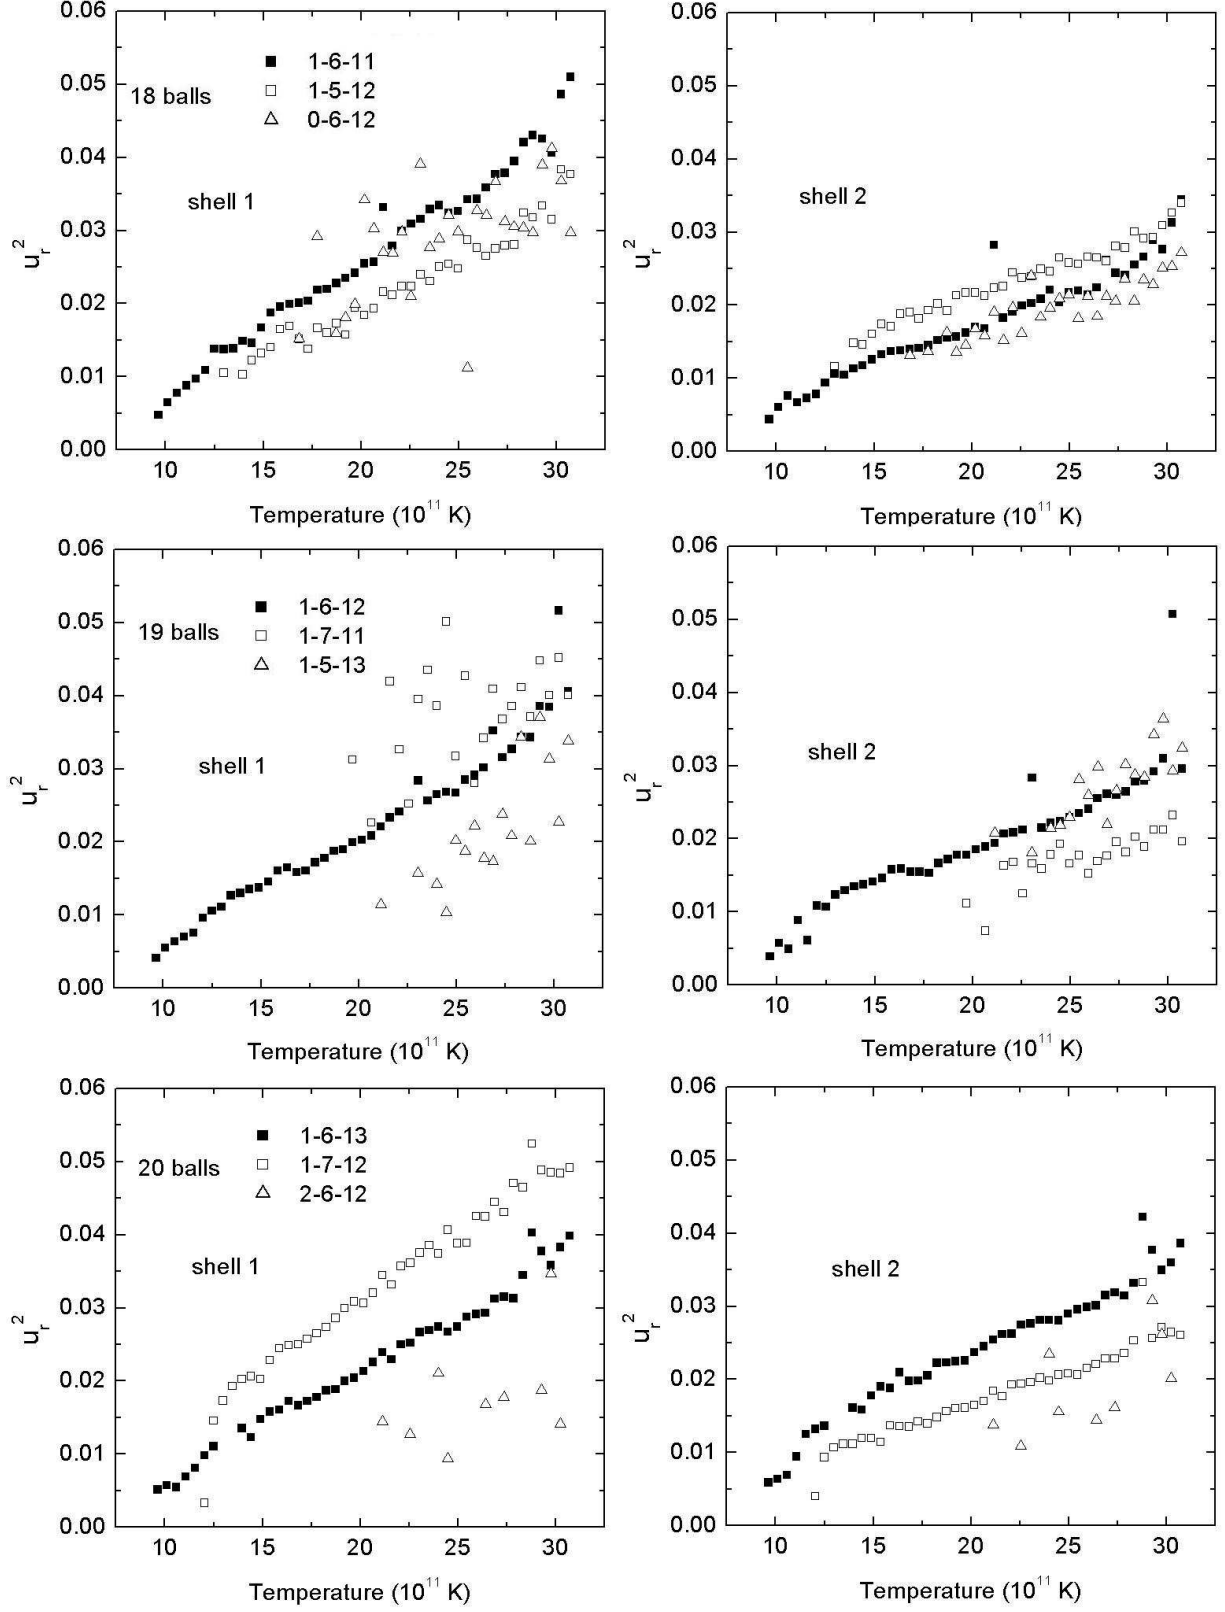 0.06
0.05
0.04
0.03
0.02
0.01
0.00
u_r^2
18 balls
1-6-11
1-5-12
0-6-12
shell 1
10 15 20 25 30
Temperature (10^11 K)
0.06
0.05
0.04
0.03
0.02
0.01
0.00
u_r^2
shell 2
10 15 20 25 30
Temperature (10^11 K)
0.06
0.05
0.04
0.03
0.02
0.01
0.00
u_r^2
19 balls
1-6-12
1-7-11
1-5-13
shell 1
10 15 20 25 30
Temperature (10^11 K)
0.06
0.05
0.04
0.03
0.02
0.01
0.00
u_r^2
shell 2
10 15 20 25 30
Temperature (10^11 K)
0.06
0.05
0.04
0.03
0.02
0.01
0.00
u_r^2
20 balls
1-6-13
1-7-12
2-6-12
shell 1
10 15 20 25 30
Temperature (10^11 K)
0.06
0.05
0.04
0.03
0.02
0.01
0.00
u_r^2
shell 2
10 15 20 25 30
Temperature (10^11 K)